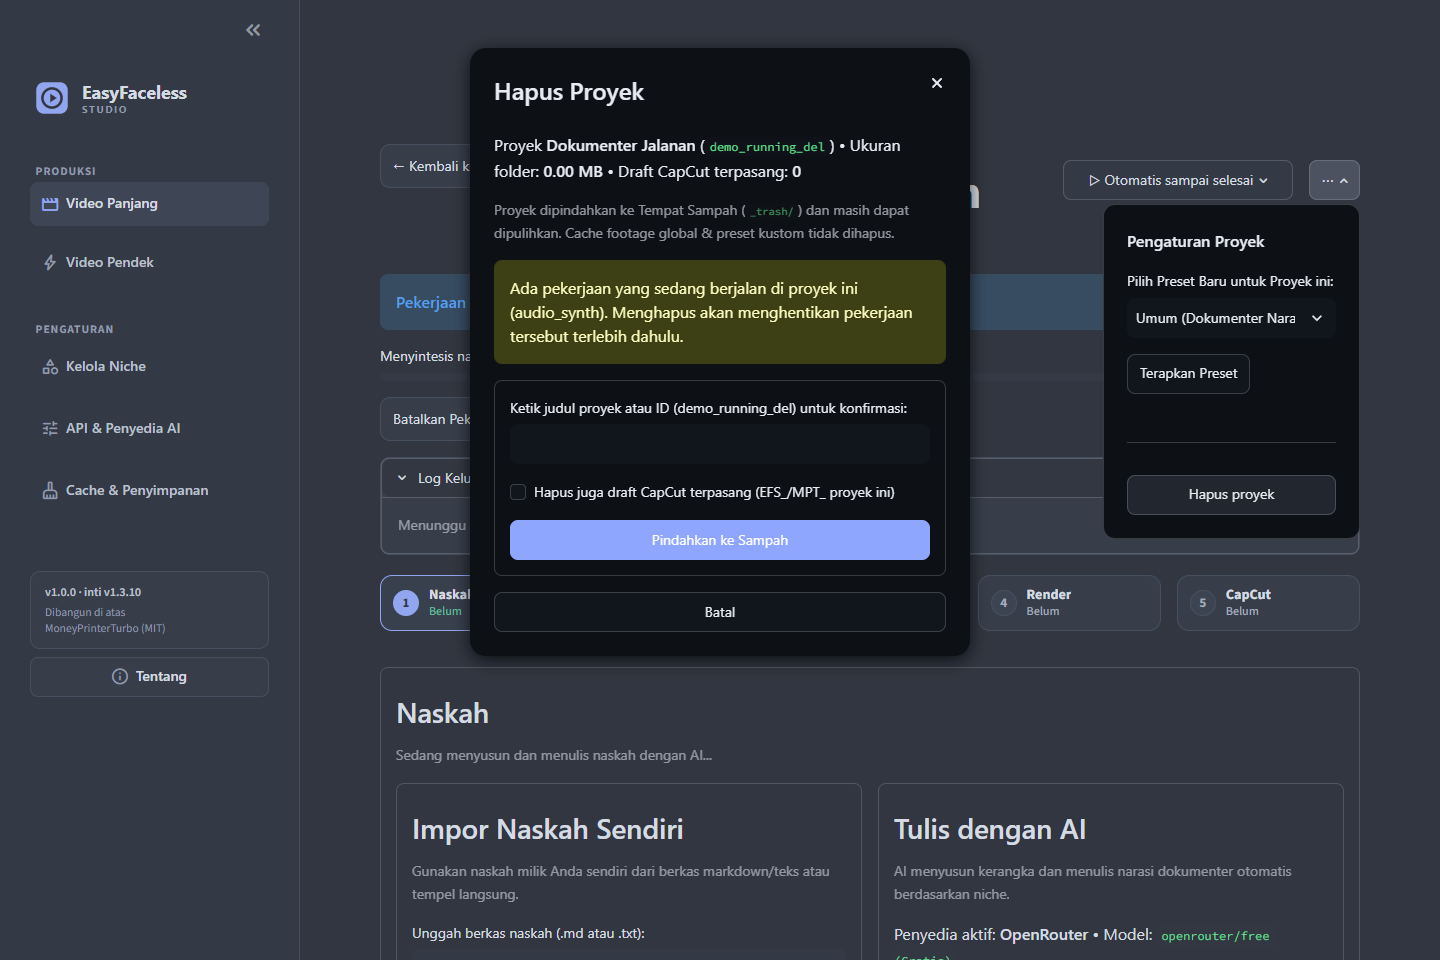 EasyFaceless
STUDIO
PRODUKSI
Video Panjang
Video Pendek
PENGATURAN
Kelola Niche
API & Penyedia AI
Cache & Penyimpanan
v1.0.0 · inti v1.3.10
Dibangun di atas
MoneyPrinterTurbo (MIT)
Tentang
← Kembali k
Otomatis sampai selesai
Pekerjaan
Menyintesis na
Batalkan Pek
Log Kelu
Menunggu
Hapus Proyek
Proyek Dokumenter Jalanan ( demo_running_del ) • Ukuran
folder: 0.00 MB • Draft CapCut terpasang: 0
Proyek dipindahkan ke Tempat Sampah ( _trash/ ) dan masih dapat
dipulihkan. Cache footage global & preset kustom tidak dihapus.
Ada pekerjaan yang sedang berjalan di proyek ini
(audio_synth). Menghapus akan menghentikan pekerjaan
tersebut terlebih dahulu.
Ketik judul proyek atau ID (demo_running_del) untuk konfirmasi:
Hapus juga draft CapCut terpasang (EFS_/MPT_ proyek ini)
Pindahkan ke Sampah
Batal
Pengaturan Proyek
Pilih Preset Baru untuk Proyek ini:
Umum (Dokumenter Nara
Terapkan Preset
Hapus proyek
1 Naskal
Belum
4 Render
Belum
5 CapCut
Belum
Naskah
Sedang menyusun dan menulis naskah dengan AI...
Impor Naskah Sendiri
Gunakan naskah milik Anda sendiri dari berkas markdown/teks atau
tempel langsung.
Unggah berkas naskah (.md atau .txt):
Tulis dengan AI
AI menyusun kerangka dan menulis narasi dokumenter otomatis
berdasarkan niche.
Penyedia aktif: OpenRouter • Model: openrouter/free